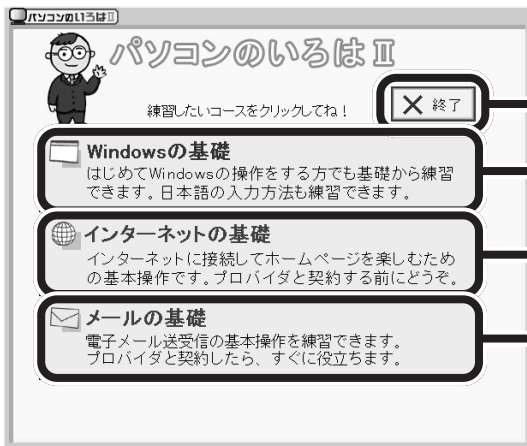 パソコンのいろはⅡ
パソコンのいろはⅡ
練習したいコースをクリックしてね！
終了
Windowsの基礎
はじめてWindowsの操作をする方でも基礎から練習
できます。日本語の入力方法も練習できます。
インターネットの基礎
インターネットに接続してホームページを楽しむため
の基本操作です。プロバイダと契約する前にどうぞ。
メールの基礎
電子メール送受信の基本操作を練習できます。
プロバイダと契約したら、すぐに役立ちます。